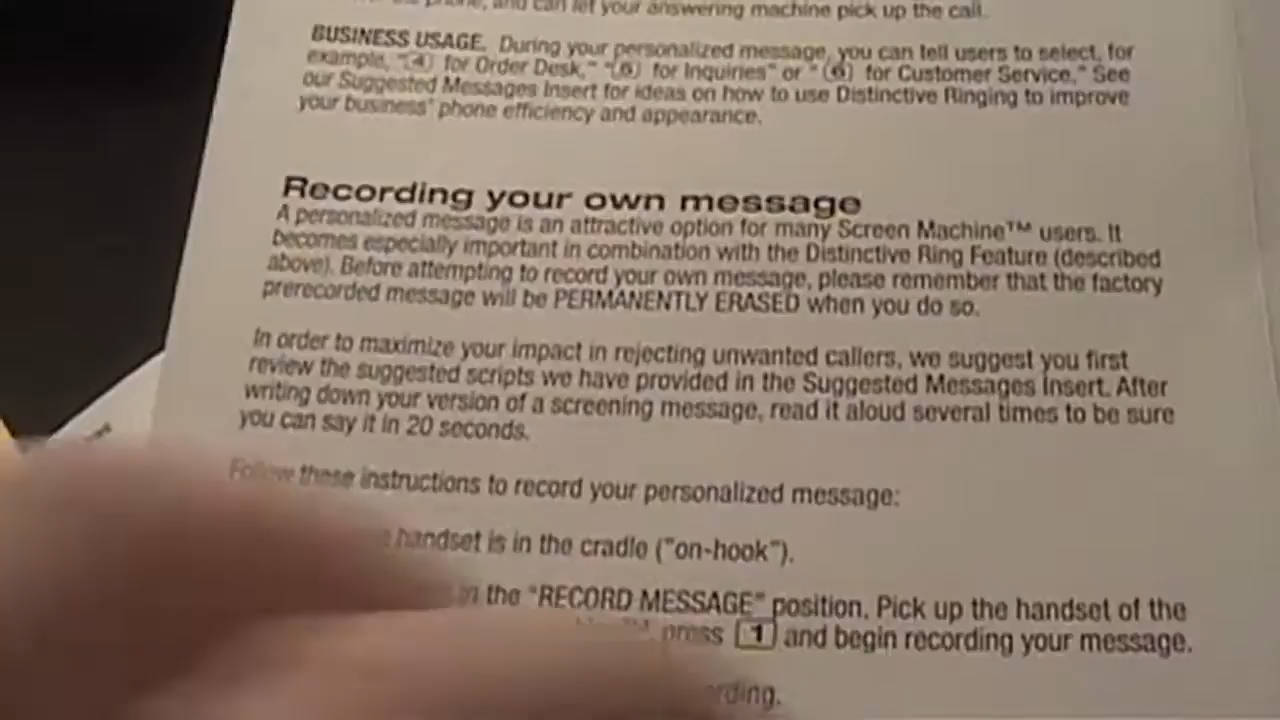 phone, and can let your answering machine pick up the call.
BUSINESS USAGE. During your personalized message, you can tell users to select, for
example, "(4) for Order Desk," "(5) for Inquiries" or "(6) for Customer Service." See
our Suggested Messages Insert for ideas on how to use Distinctive Ringing to improve
your business' phone efficiency and appearance.
Recording your own message
A personalized message is an attractive option for many Screen Machine™ users. It
becomes especially important in combination with the Distinctive Ring Feature (described
above). Before attempting to record your own message, please remember that the factory
prerecorded message will be PERMANENTLY ERASED when you do so.
In order to maximize your impact in rejecting unwanted callers, we suggest you first
review the suggested scripts we have provided in the Suggested Messages Insert. After
writing down your version of a screening message, read it aloud several times to be sure
you can say it in 20 seconds.
Follow these instructions to record your personalized message:
handset is in the cradle ("on-hook").
in the "RECORD MESSAGE" position. Pick up the handset of the
press 1 and begin recording your message.